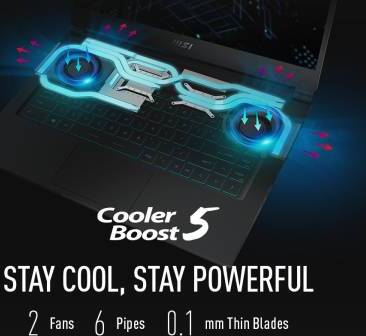 msi
Cooler
Boost 5
STAY COOL, STAY POWERFUL
2 Fans 6 Pipes 0.1 mm Thin Blades